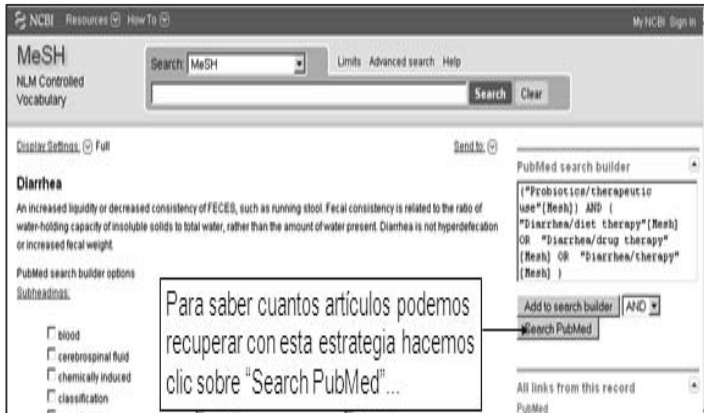 NCBI Resources How To My NCBI Sign In
MeSH
NLM Controlled
Vocabulary
Search: MeSH
Limits Advanced search Help
Search Clear
Display Settings: Full
Send to:
Diarrhea
An increased liquidity or decreased consistency of FECES, such as running stool. Fecal consistency is related to the ratio of
water-holding capacity of insoluble solids to total water, rather than the amount of water present. Diarrhea is not hyperdefecation
or increased fecal weight.
PubMed search builder options
Subheadings:
blood
cerebrospinal fluid
chemically induced
classification
Para saber cuantos artículos podemos
recuperar con esta estrategia hacemos
clic sobre “Search PubMed”...
PubMed search builder
("Probiotics/therapeutic
use"[Mesh]) AND (
"Diarrhea/diet therapy"[Mesh]
OR "Diarrhea/drug therapy"
[Mesh] OR "Diarrhea/therapy"
[Mesh] )
Add to search builder AND
Search PubMed
All links from this record
PubMed